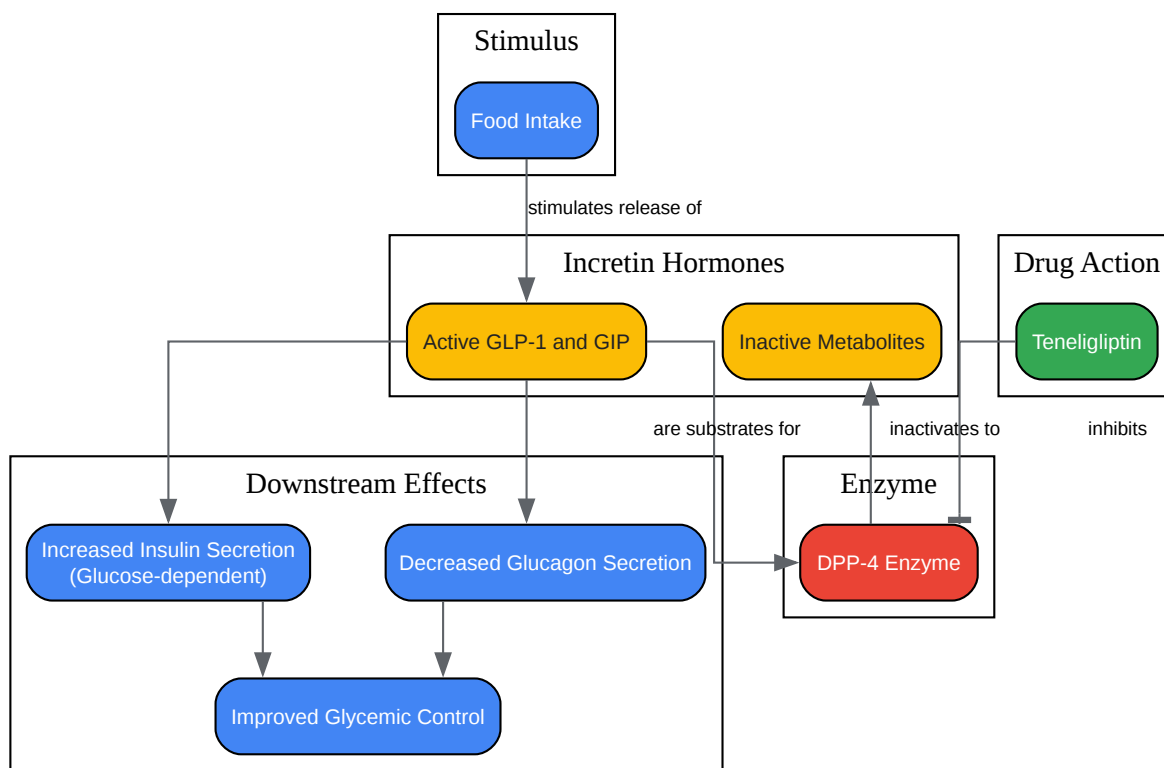 Stimulus
Food Intake
stimulates release of
Incretin Hormones
Drug Action
Active GLP-1 and GIP
Inactive Metabolites
Teneligliptin
are substrates for
inactivates to
inhibits
Downstream Effects
Enzyme
Increased Insulin Secretion
(Glucose-dependent)
Decreased Glucagon Secretion
DPP-4 Enzyme
Improved Glycemic Control